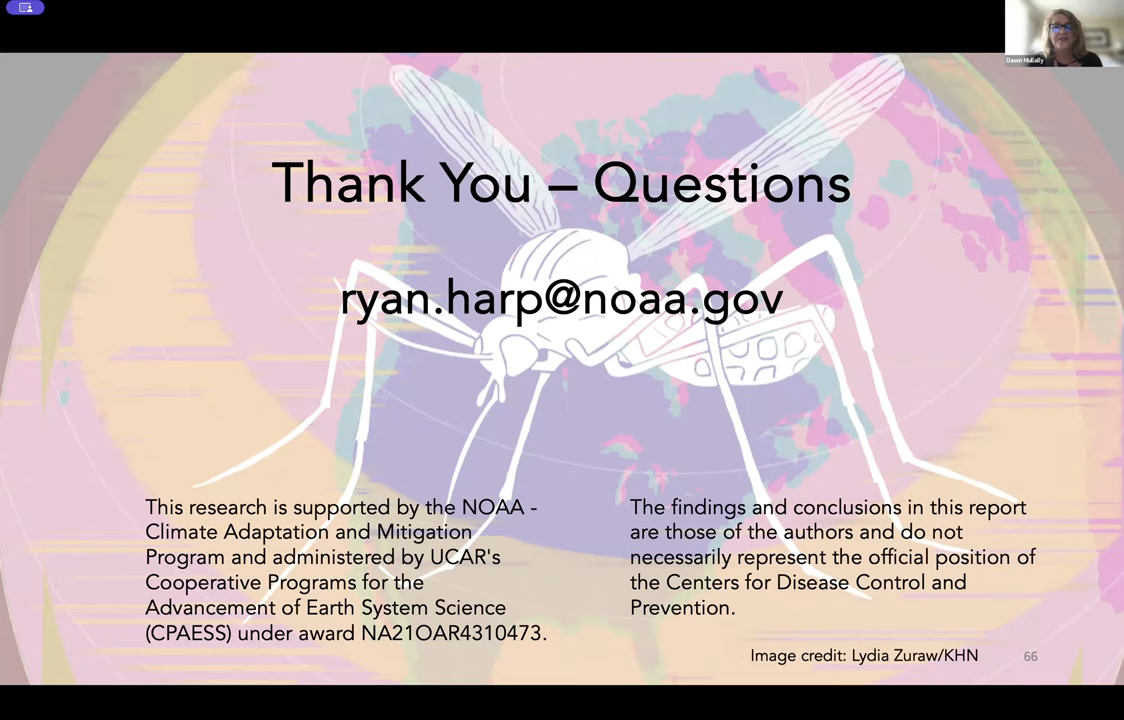 Dawn Mullally
Thank You – Questions
ryan.harp@noaa.gov
This research is supported by the NOAA -
Climate Adaptation and Mitigation
Program and administered by UCAR's
Cooperative Programs for the
Advancement of Earth System Science
(CPAESS) under award NA21OAR4310473.
The findings and conclusions in this report
are those of the authors and do not
necessarily represent the official position of
the Centers for Disease Control and
Prevention.
Image credit: Lydia Zuraw/KHN
66